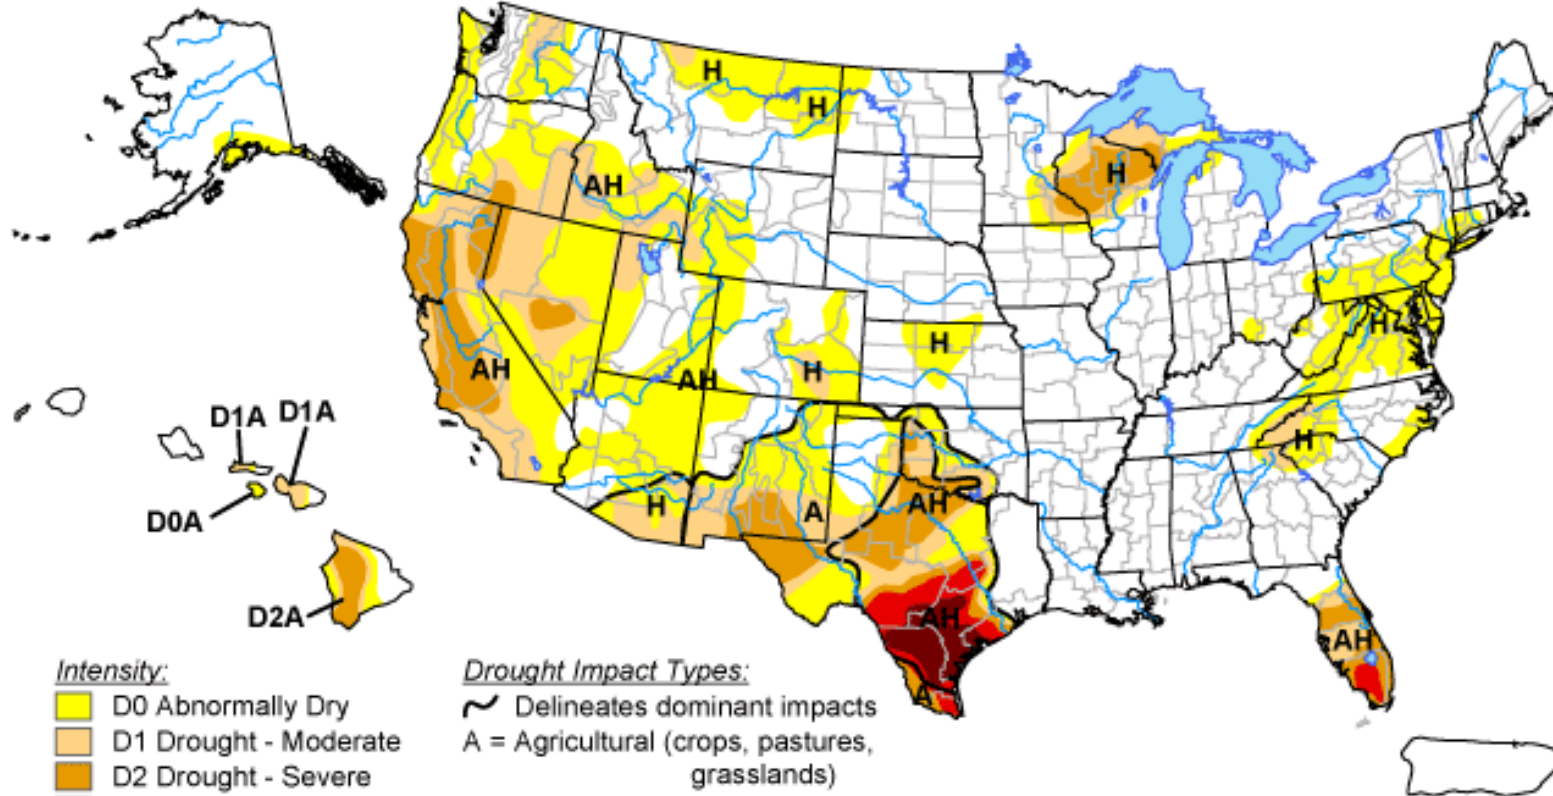 H
H
H
AH
AH
AH
H
H
H
H
H
A
AH
AH
A
AH
D1A D1A
D0A
D2A
Intensity:
D0 Abnormally Dry
D1 Drought - Moderate
D2 Drought - Severe
Drought Impact Types:
Delineates dominant impacts
A = Agricultural (crops, pastures,
grasslands)